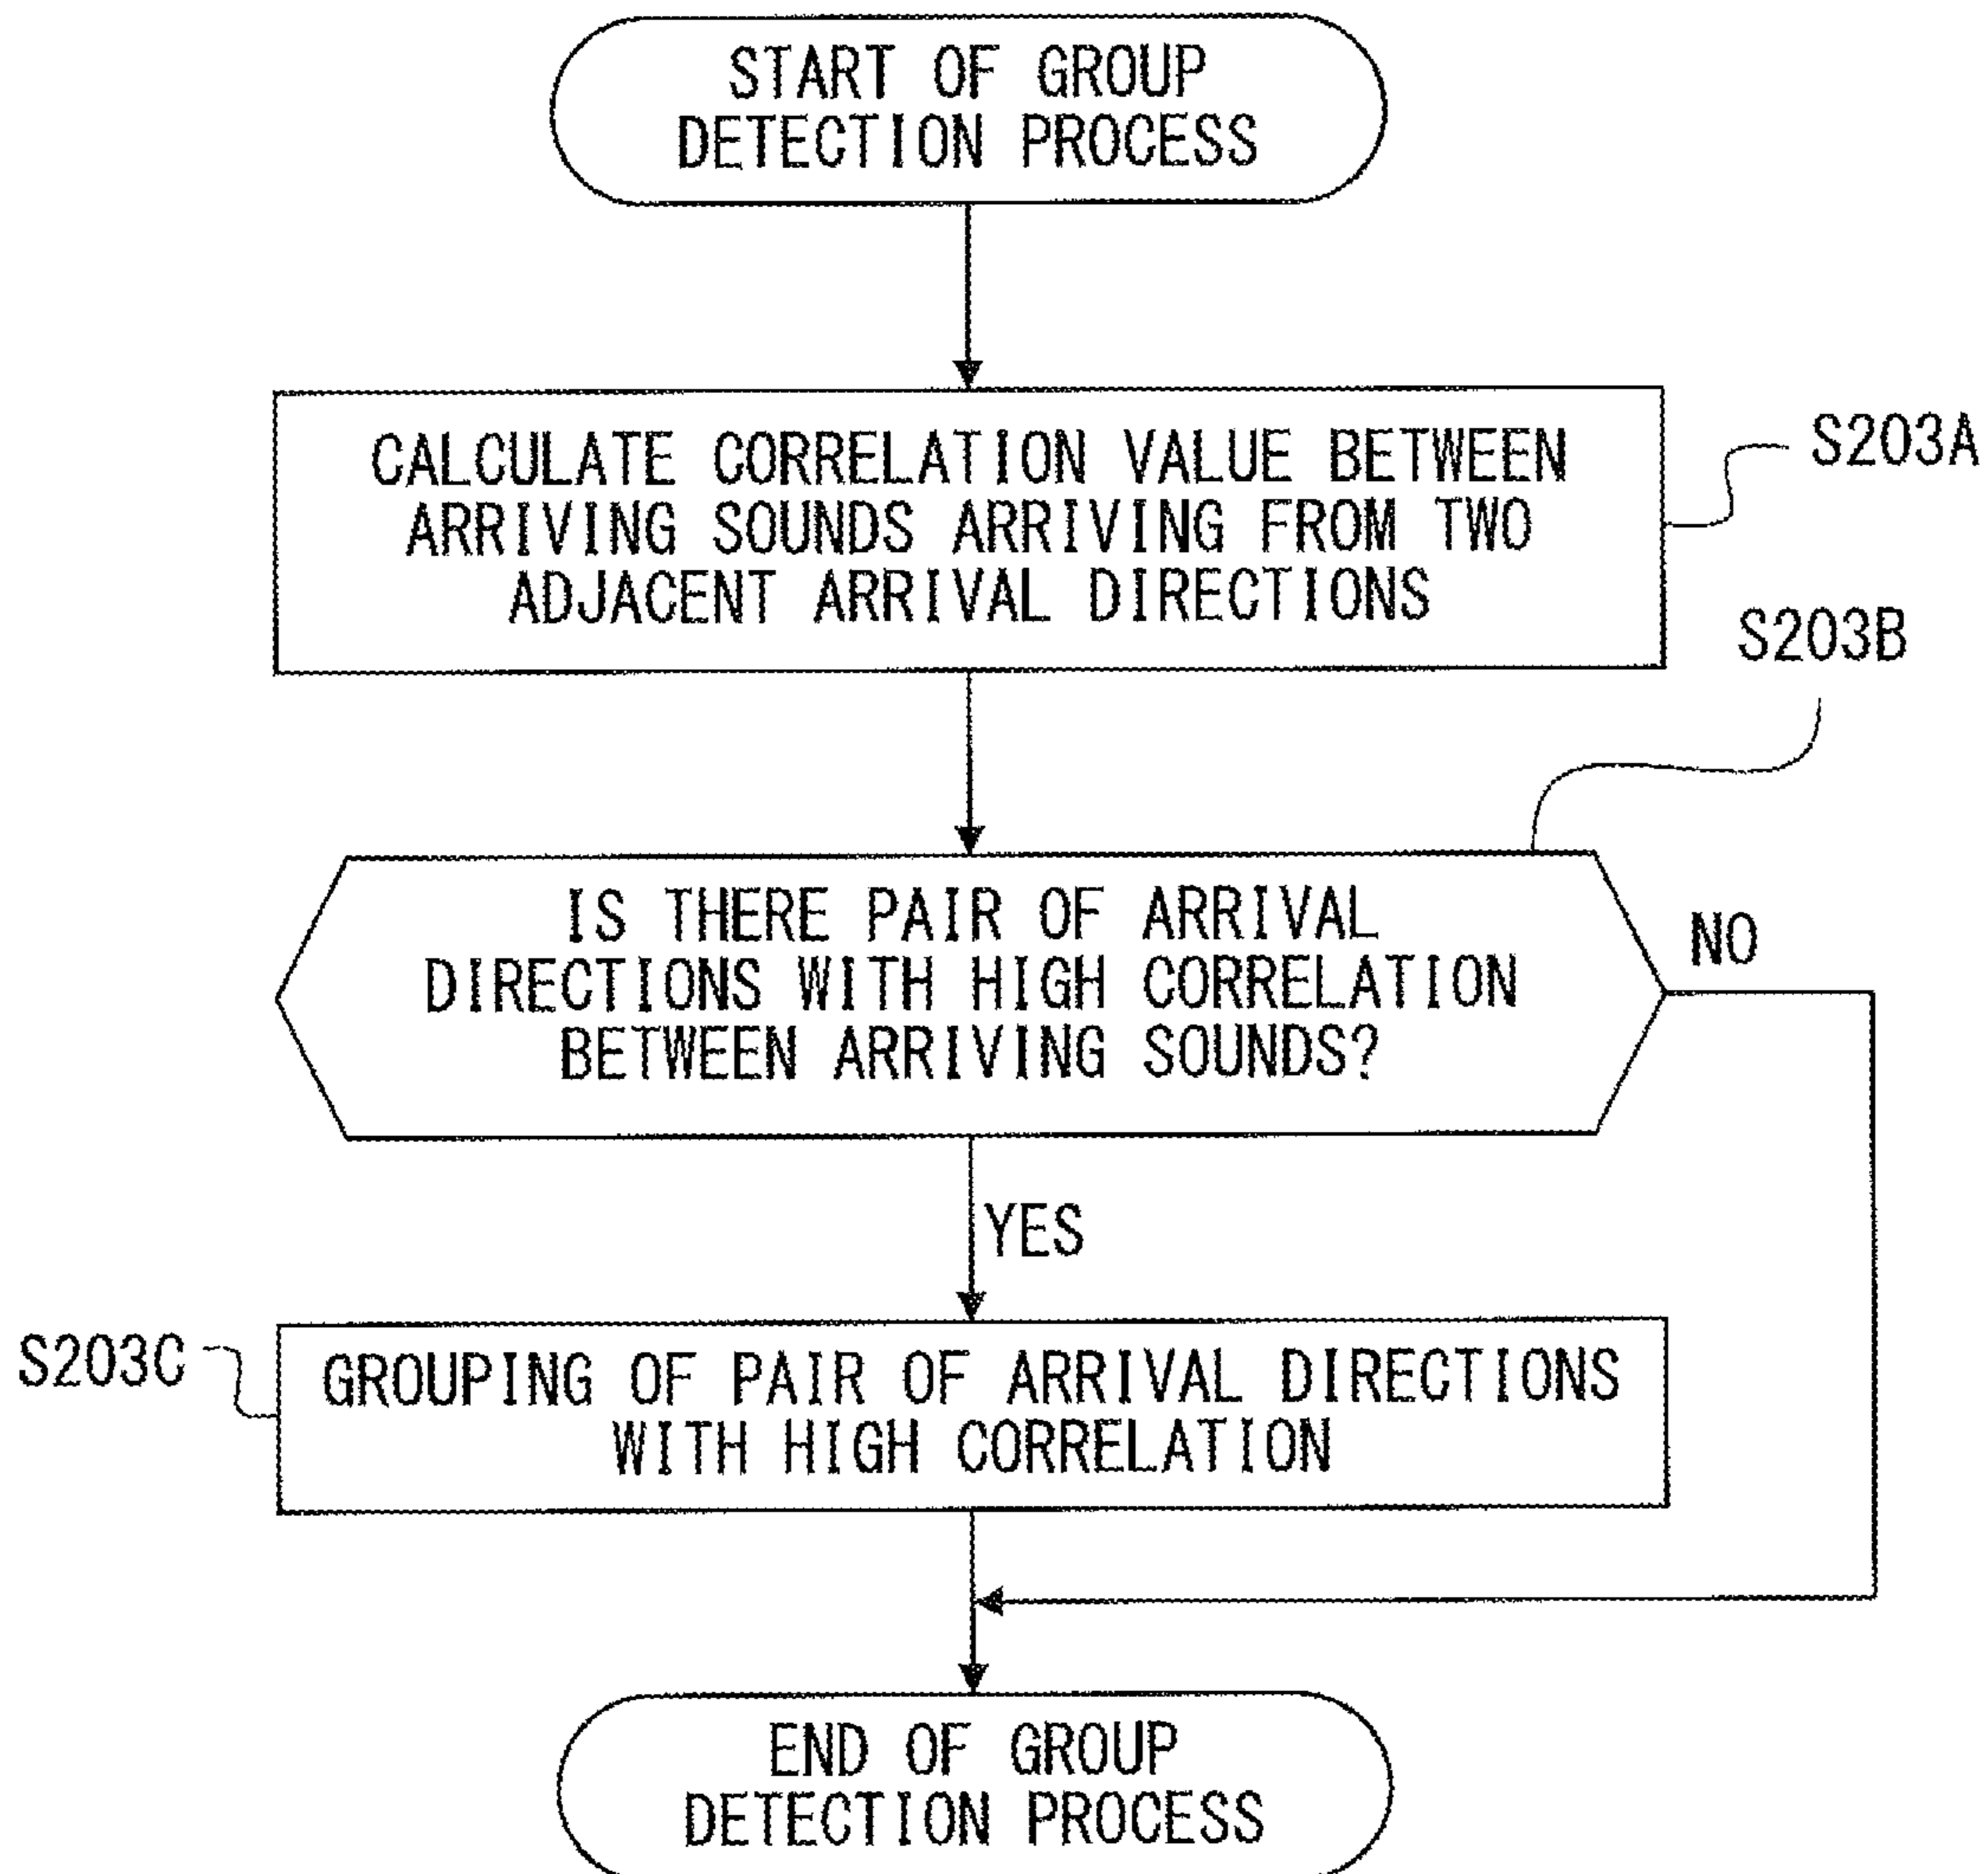 START OF GROUP
DETECTION PROCESS
CALCULATE CORRELATION VALUE BETWEEN
ARRIVING SOUNDS ARRIVING FROM TWO
ADJACENT ARRIVAL DIRECTIONS
S203A
S203B
IS THERE PAIR OF ARRIVAL
DIRECTIONS WITH HIGH CORRELATION
BETWEEN ARRIVING SOUNDS?
NO
YES
S203C
GROUPING OF PAIR OF ARRIVAL DIRECTIONS
WITH HIGH CORRELATION
END OF GROUP
DETECTION PROCESS